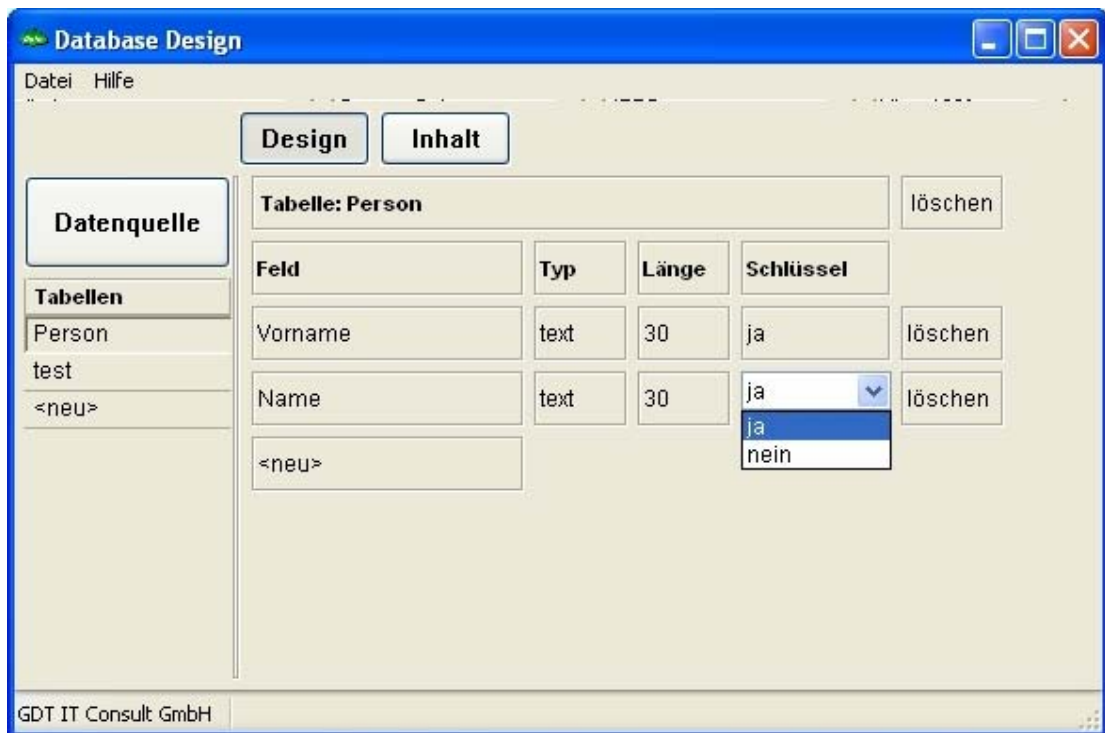 Database Design
Datei Hilfe
Design Inhalt
Datenquelle
Tabellen
Person
test
<neu>
Tabelle: Person löschen
Feld Typ Länge Schlüssel
Vorname text 30 ja löschen
Name text 30 ja löschen
ja
nein
<neu>
GDT IT Consult GmbH